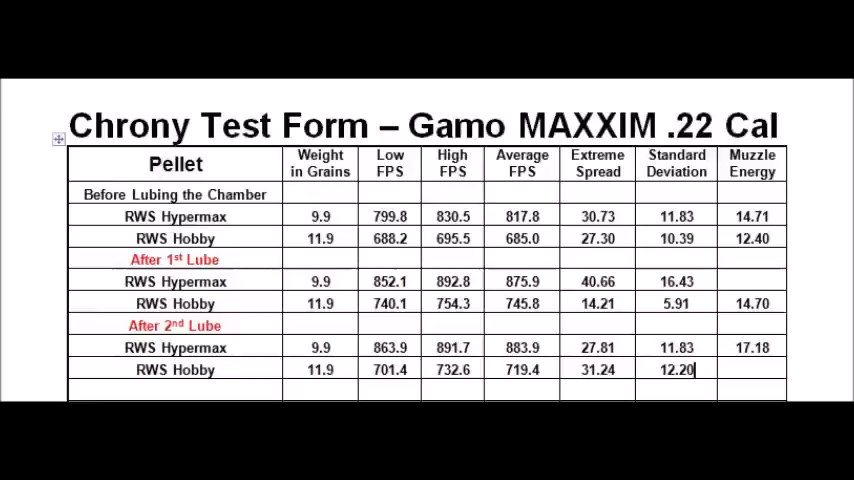 Chrony Test Form – Gamo MAXXIM .22 Cal
Pellet Weight in Grains Low FPS High FPS Average FPS Extreme Spread Standard Deviation Muzzle Energy
Before Lubing the Chamber
RWS Hypermax 9.9 799.8 830.5 817.8 30.73 11.83 14.71
RWS Hobby 11.9 688.2 695.5 685.0 27.30 10.39 12.40
After 1st Lube
RWS Hypermax 9.9 852.1 892.8 875.9 40.66 16.43
RWS Hobby 11.9 740.1 754.3 745.8 14.21 5.91 14.70
After 2nd Lube
RWS Hypermax 9.9 863.9 891.7 883.9 27.81 11.83 17.18
RWS Hobby 11.9 701.4 732.6 719.4 31.24 12.20